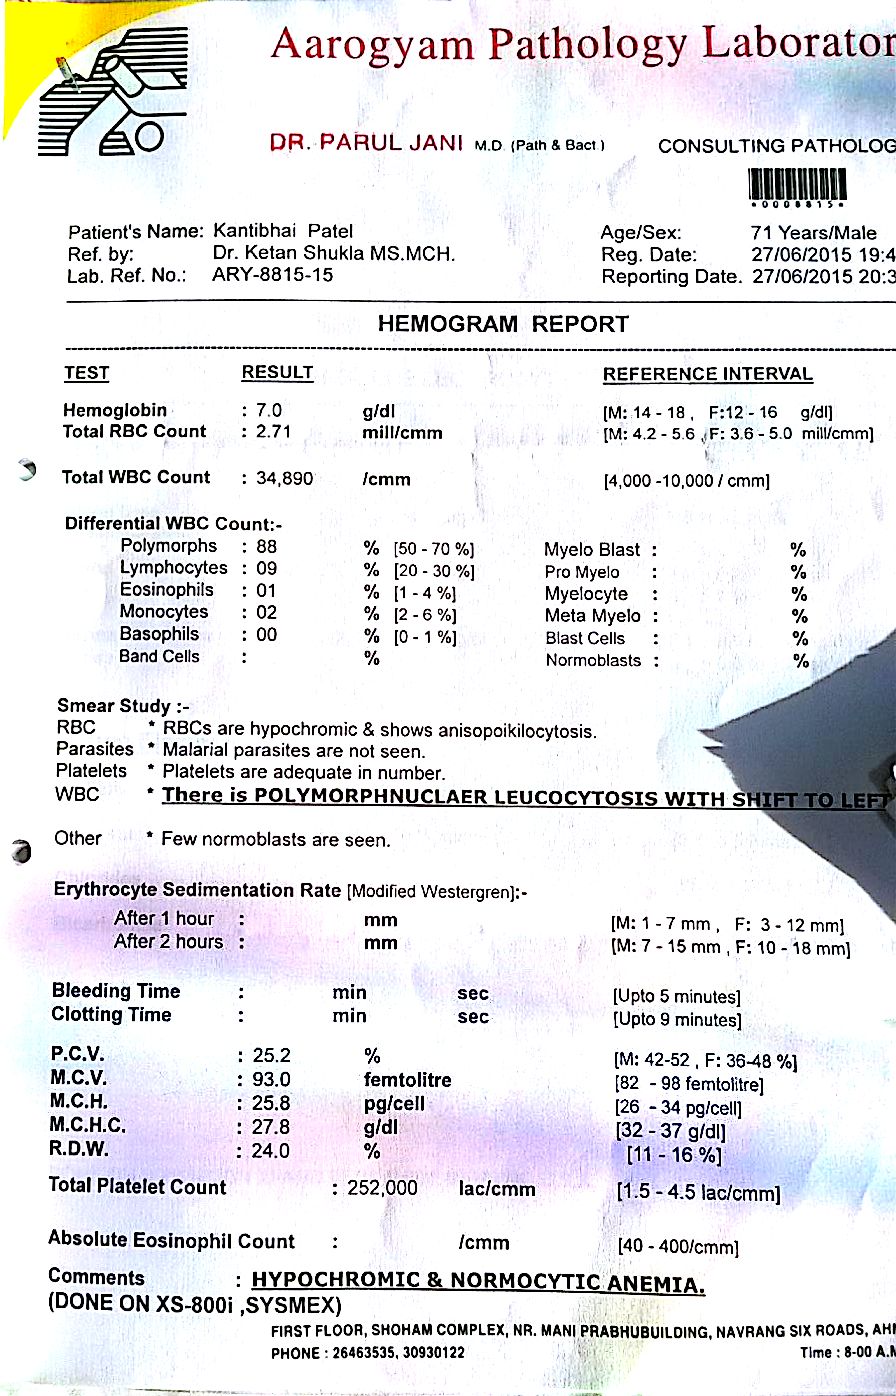 Aarogyam Pathology Laborator
DR. PARUL JANI M.D. (Path & Bact.) CONSULTING PATHOLOG
*0008815*
Patient's Name: Kantibhai Patel Age/Sex: 71 Years/Male
Ref. by: Dr. Ketan Shukla MS.MCH. Reg. Date: 27/06/2015 19:4
Lab. Ref. No.: ARY-8815-15 Reporting Date. 27/06/2015 20:3
HEMOGRAM REPORT
TEST RESULT REFERENCE INTERVAL
Hemoglobin : 7.0 g/dl [M: 14 - 18 , F:12 - 16 g/dl]
Total RBC Count : 2.71 mill/cmm [M: 4.2 - 5.6 , F: 3.6 - 5.0 mill/cmm]
Total WBC Count : 34,890 /cmm [4,000 -10,000 / cmm]
Differential WBC Count:-
Polymorphs : 88 % [50 - 70 %] Myelo Blast : %
Lymphocytes : 09 % [20 - 30 %] Pro Myelo : %
Eosinophils : 01 % [1 - 4 %] Myelocyte : %
Monocytes : 02 % [2 - 6 %] Meta Myelo : %
Basophils : 00 % [0 - 1 %] Blast Cells : %
Band Cells : % Normoblasts : %
Smear Study :-
RBC * RBCs are hypochromic & shows anisopoikilocytosis.
Parasites * Malarial parasites are not seen.
Platelets * Platelets are adequate in number.
WBC * There is POLYMORPHNUCLAER LEUCOCYTOSIS WITH SHIFT TO LEFT
Other * Few normoblasts are seen.
Erythrocyte Sedimentation Rate [Modified Westergren]:-
After 1 hour : mm [M: 1 - 7 mm , F: 3 - 12 mm]
After 2 hours : mm [M: 7 - 15 mm , F: 10 - 18 mm]
Bleeding Time : min sec [Upto 5 minutes]
Clotting Time : min sec [Upto 9 minutes]
P.C.V. : 25.2 % [M: 42-52 , F: 36-48 %]
M.C.V. : 93.0 femtolitre [82 - 98 femtolitre]
M.C.H. : 25.8 pg/cell [26 - 34 pg/cell]
M.C.H.C. : 27.8 g/dl [32 - 37 g/dl]
R.D.W. : 24.0 % [11 - 16 %]
Total Platelet Count : 252,000 lac/cmm [1.5 - 4.5 lac/cmm]
Absolute Eosinophil Count : /cmm [40 - 400/cmm]
Comments : HYPOCHROMIC & NORMOCYTIC ANEMIA.
(DONE ON XS-800i ,SYSMEX)
FIRST FLOOR, SHOHAM COMPLEX, NR. MANI PRABHUBUILDING, NAVRANG SIX ROADS, AH
PHONE : 26463535, 30930122 Time : 8-00 A.M